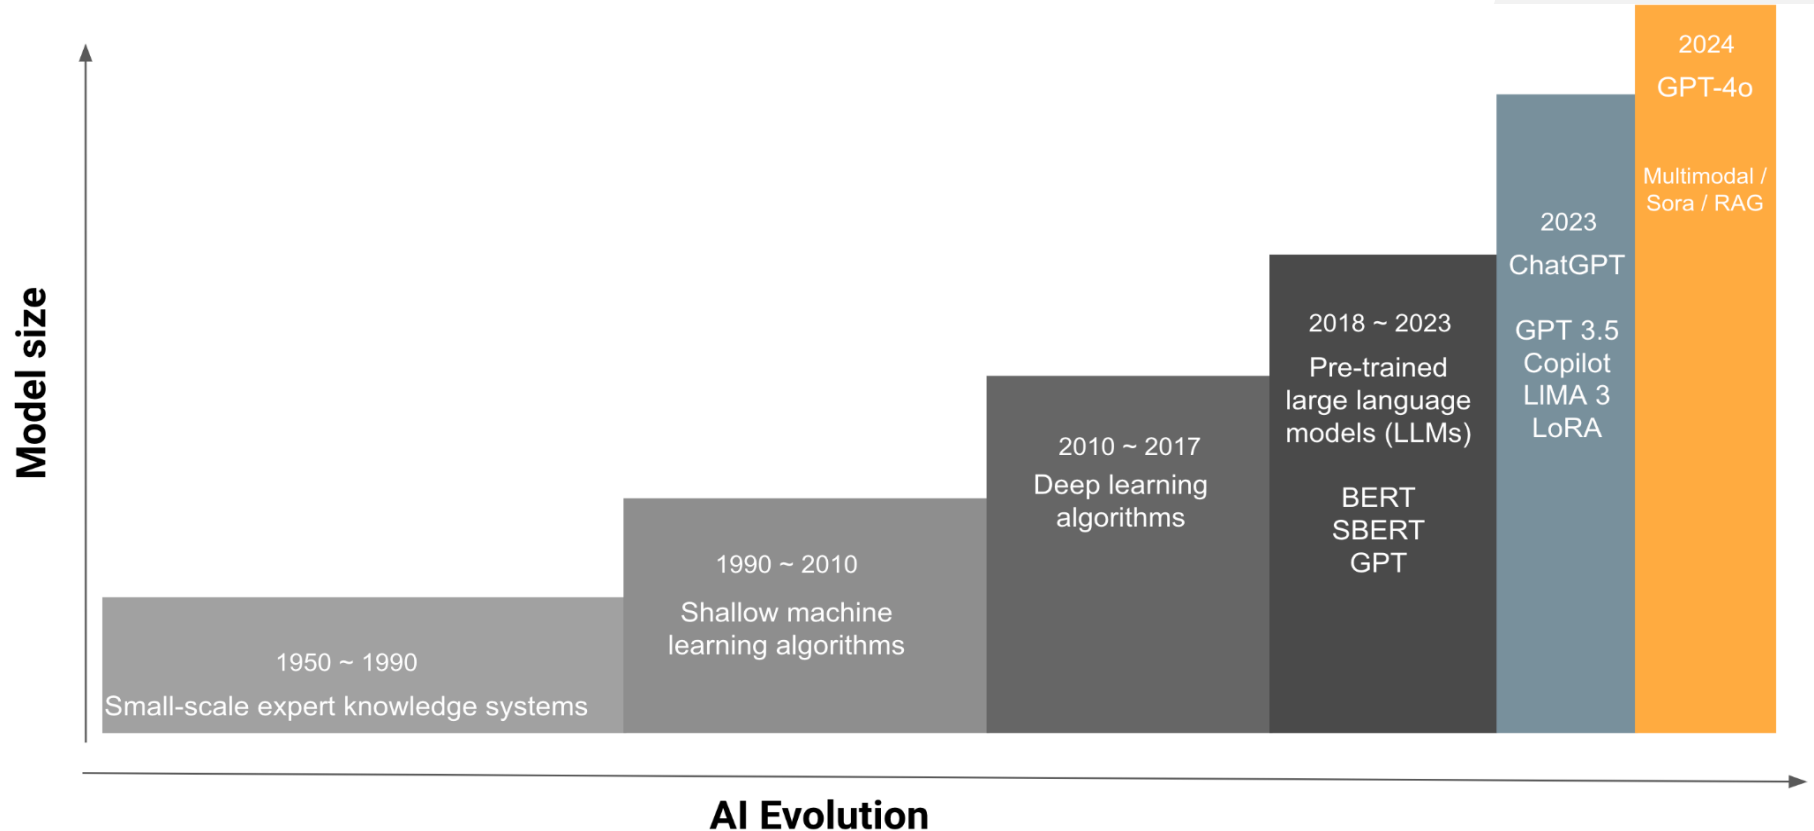 Model size
1950 ~ 1990
Small-scale expert knowledge systems
1990 ~ 2010
Shallow machine
learning algorithms
2010 ~ 2017
Deep learning
algorithms
2018 ~ 2023
Pre-trained
large language
models (LLMs)
BERT
SBERT
GPT
2023
ChatGPT
GPT 3.5
Copilot
LIMA 3
LoRA
2024
GPT-4o
Multimodal /
Sora / RAG
AI Evolution